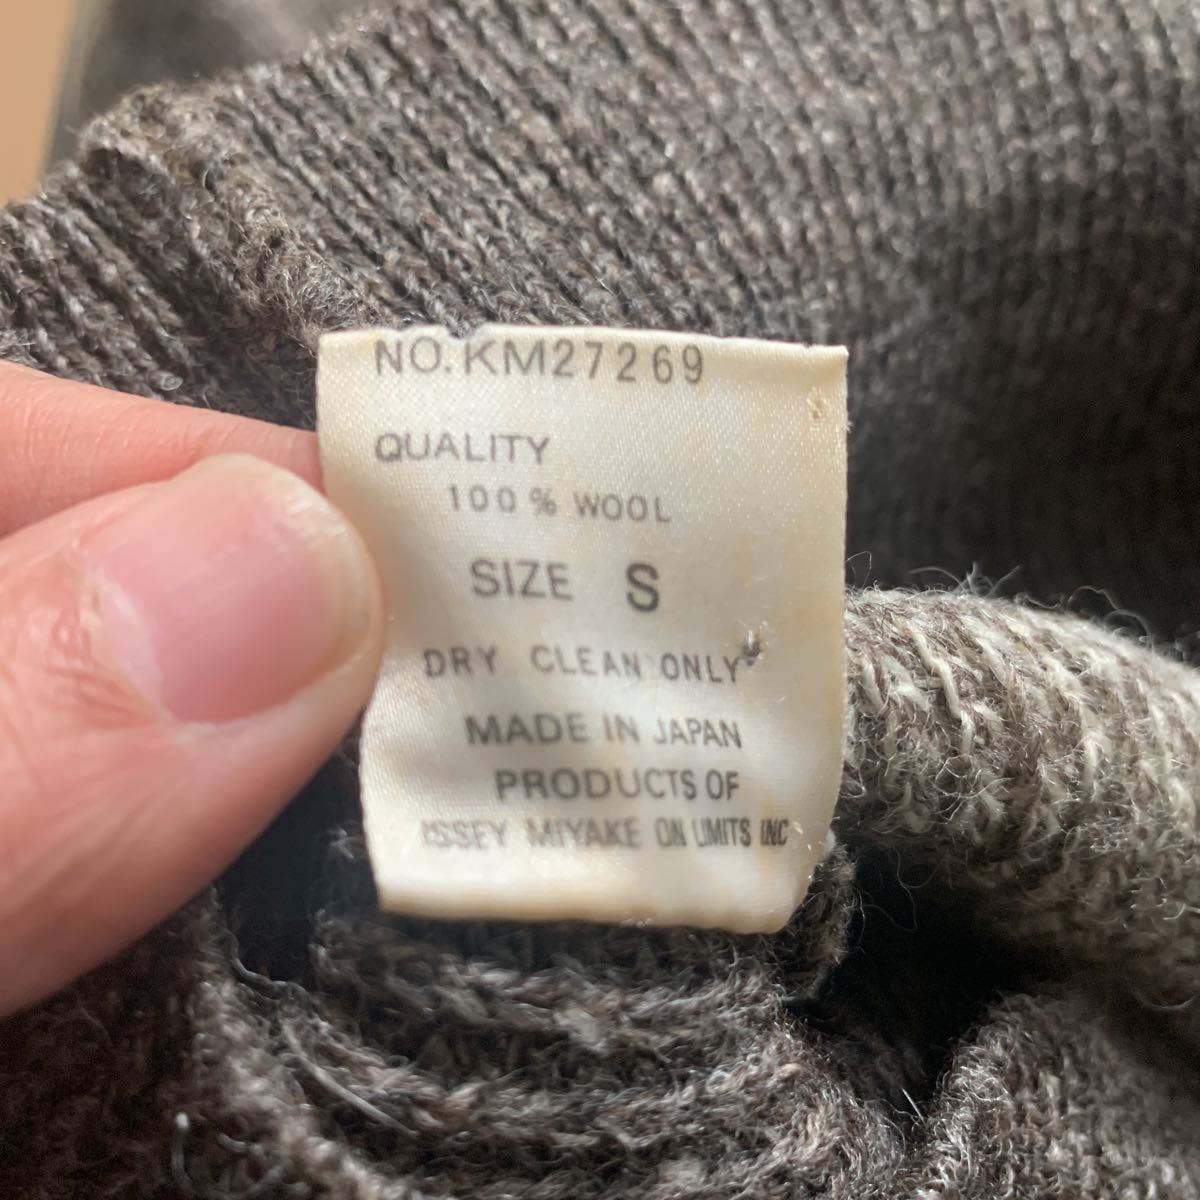 NO. KM27269
QUALITY
100% WOOL
SIZE S
DRY CLEAN ONLY
MADE IN JAPAN
PRODUCTS OF
ISSEY MIYAKE ON LIMITS INC